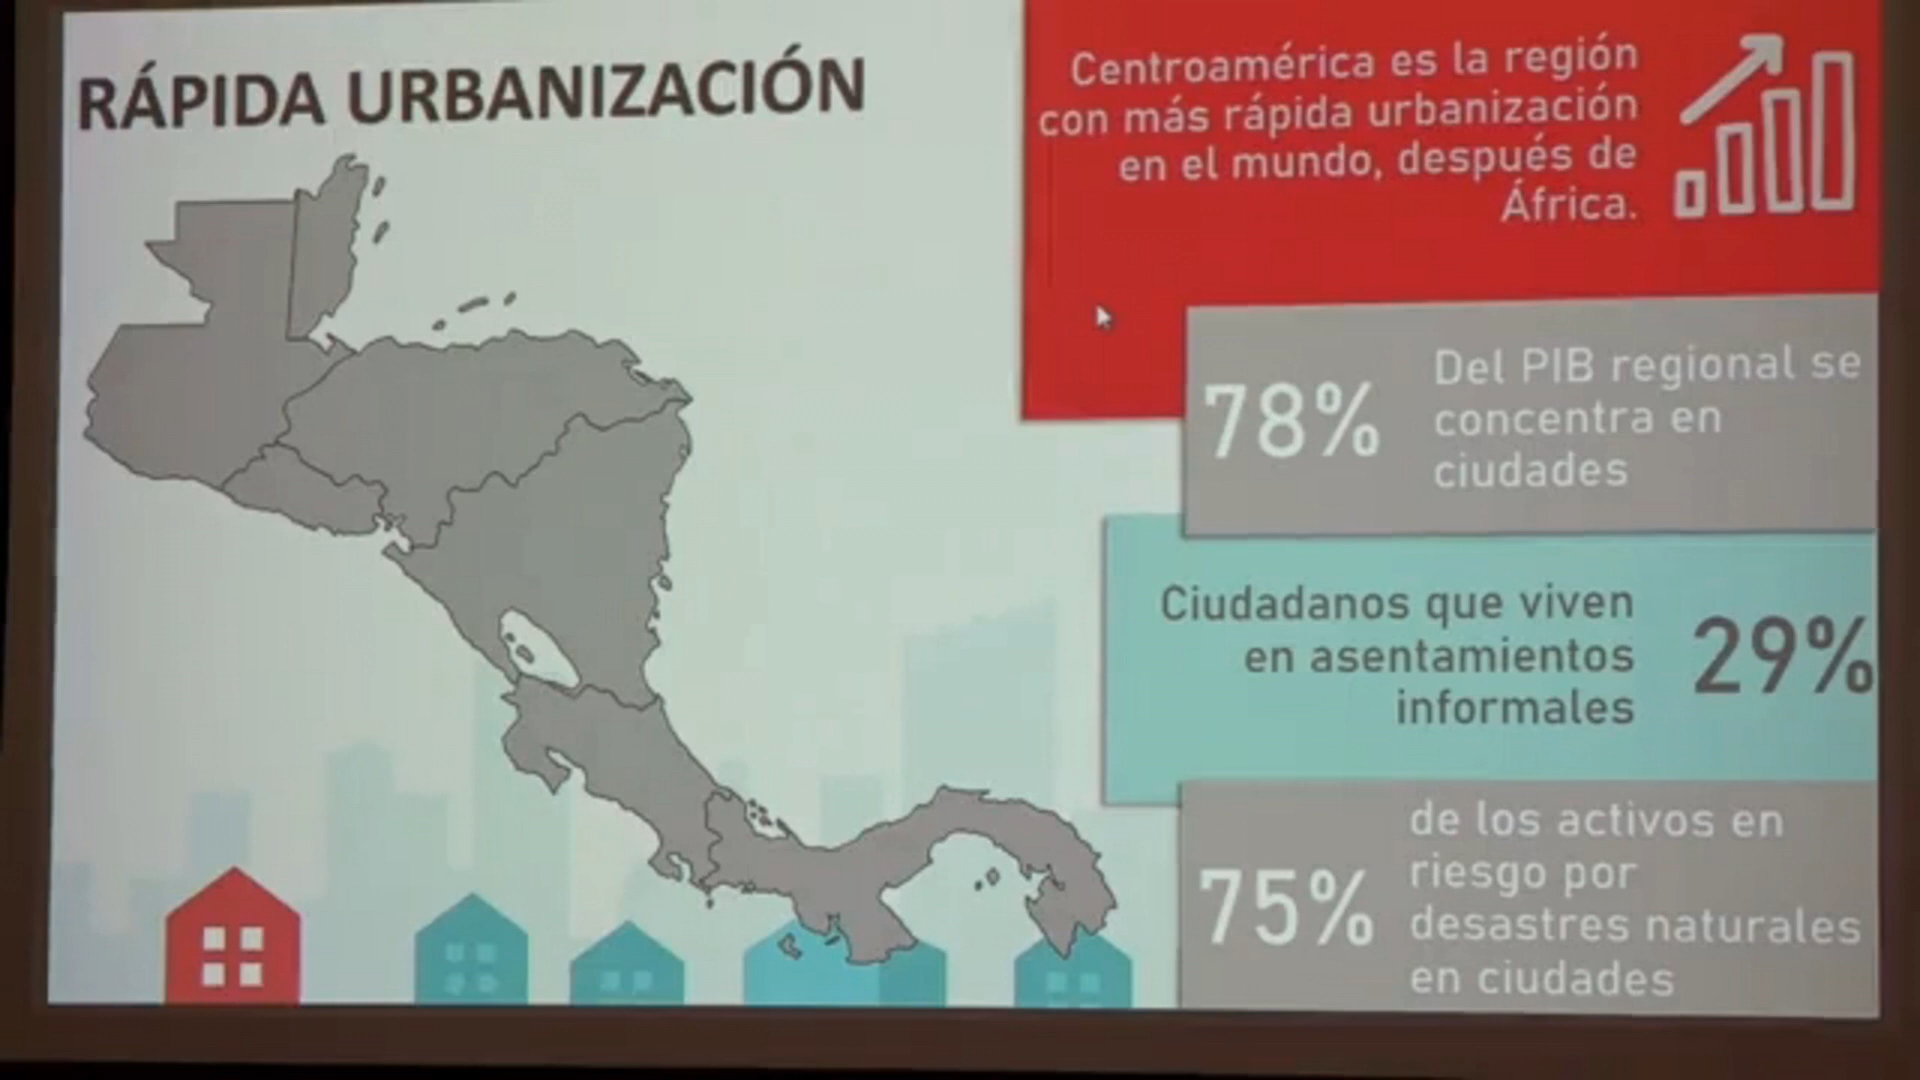 RÁPIDA URBANIZACIÓN
Centroamérica es la región
con más rápida urbanización
en el mundo, después de
África.
78%
Del PIB regional se
concentra en
ciudades
Ciudadanos que viven
en asentamientos
informales
29%
75%
de los activos en
riesgo por
desastres naturales
en ciudades